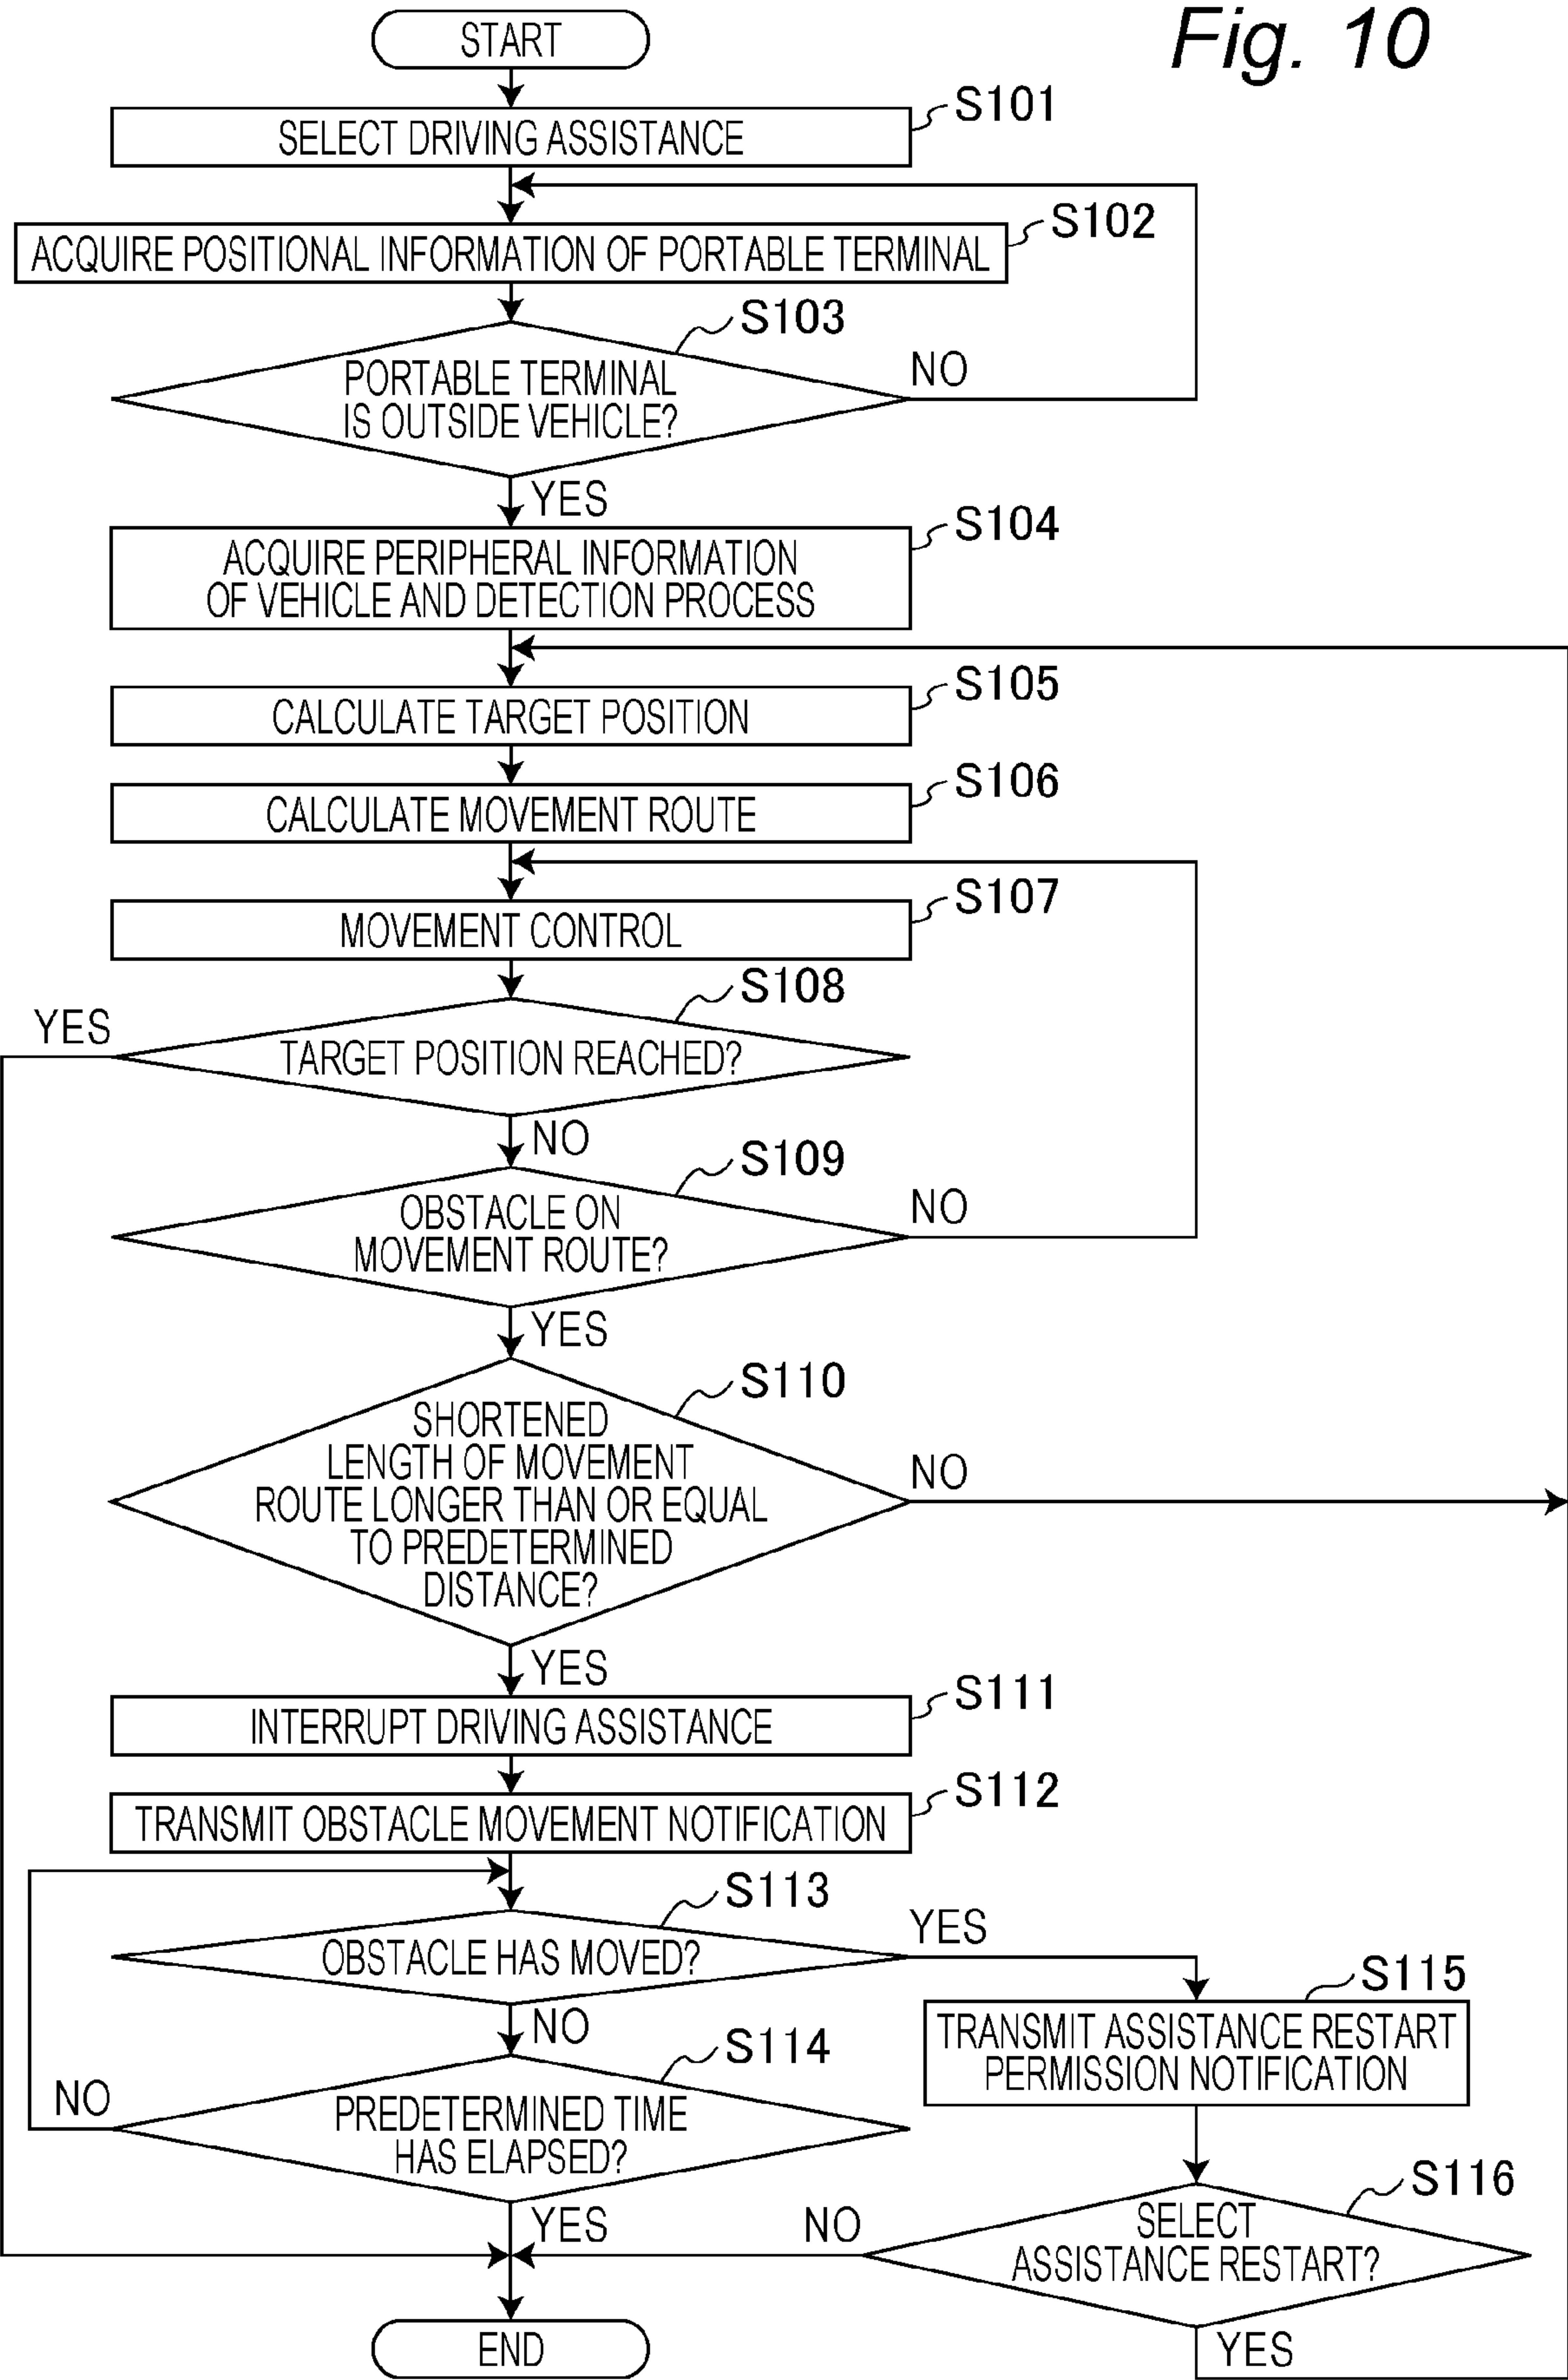 Fig. 10
START
S101
SELECT DRIVING ASSISTANCE
S102
ACQUIRE POSITIONAL INFORMATION OF PORTABLE TERMINAL
S103
PORTABLE TERMINAL
IS OUTSIDE VEHICLE?
NO
YES
S104
ACQUIRE PERIPHERAL INFORMATION
OF VEHICLE AND DETECTION PROCESS
S105
CALCULATE TARGET POSITION
S106
CALCULATE MOVEMENT ROUTE
S107
MOVEMENT CONTROL
S108
YES
TARGET POSITION REACHED?
NO
S109
OBSTACLE ON
MOVEMENT ROUTE?
NO
YES
S110
SHORTENED
LENGTH OF MOVEMENT
ROUTE LONGER THAN OR EQUAL
TO PREDETERMINED
DISTANCE?
NO
YES
S111
INTERRUPT DRIVING ASSISTANCE
S112
TRANSMIT OBSTACLE MOVEMENT NOTIFICATION
S113
OBSTACLE HAS MOVED?
YES
NO
S114
PREDETERMINED TIME
HAS ELAPSED?
NO
YES
S115
TRANSMIT ASSISTANCE RESTART
PERMISSION NOTIFICATION
S116
SELECT
ASSISTANCE RESTART?
NO
YES
END